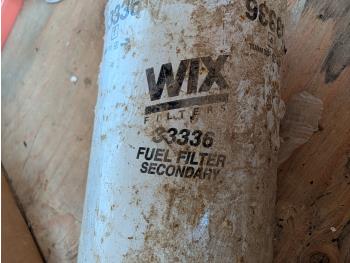 WIX
FILTERS
33336
FUEL FILTER
SECONDARY